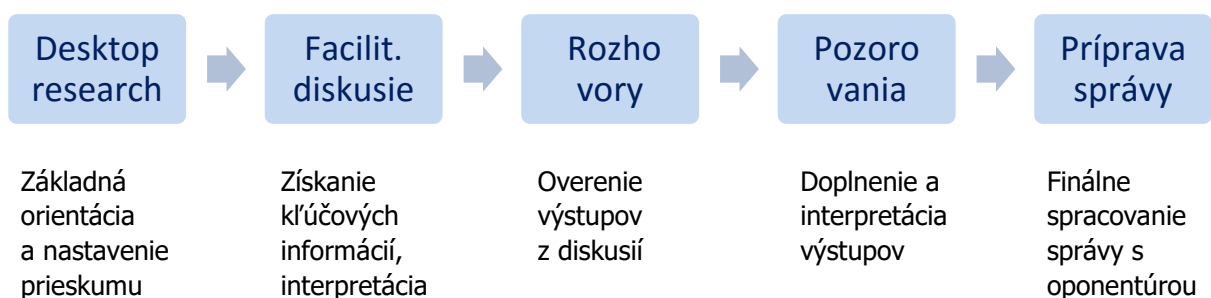 Desktop
research
Facilit.
diskusie
Rozho
vory
Pozoro
vania
Príprava
správy
Základná
orientácia
a nastavenie
prieskumu
Získanie
kľúčových
informácií,
interpretácia
Overenie
výstupov
z diskusií
Doplnenie a
interpretácia
výstupov
Finálne
spracovanie
správy s
oponentúrou